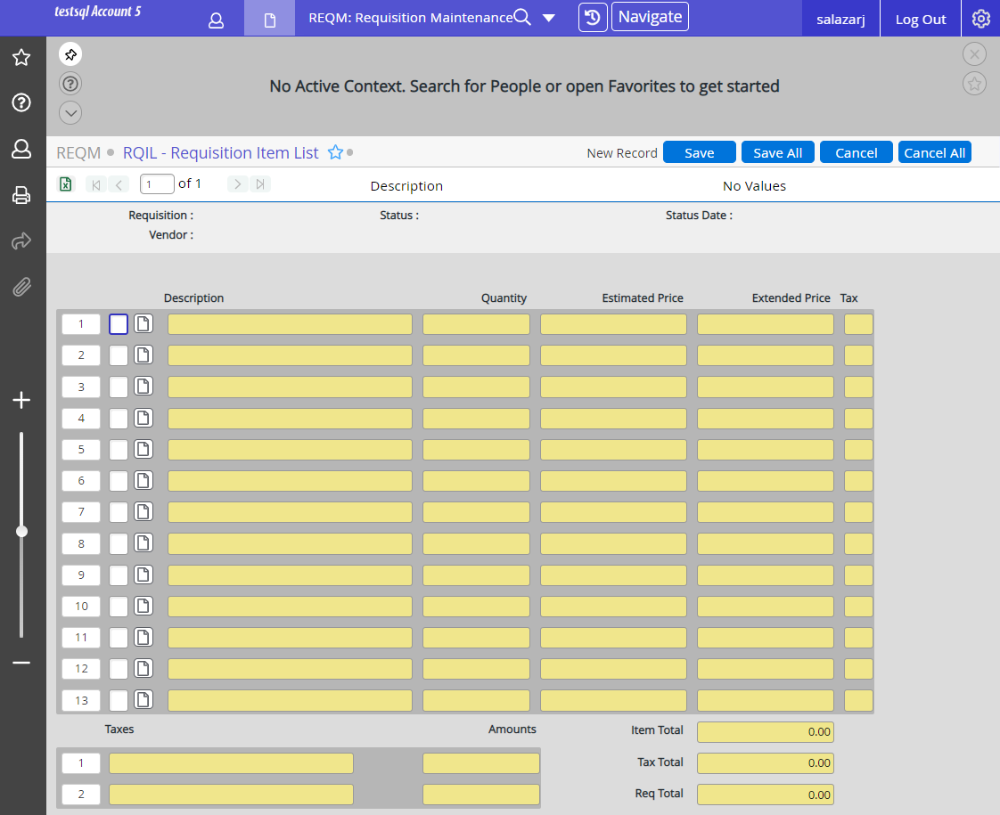 testsql Account 5
REQM: Requisition Maintenance
Navigate
salazarj
Log Out
No Active Context. Search for People or open Favorites to get started
REQM RQIL - Requisition Item List
New Record Save Save All Cancel Cancel All
1 of 1 Description No Values
Requisition : Status : Status Date :
Vendor :
Description Quantity Estimated Price Extended Price Tax
1
2
3
4
5
6
7
8
9
10
11
12
13
Taxes Amounts Item Total 0.00
1 Tax Total 0.00
2 Req Total 0.00